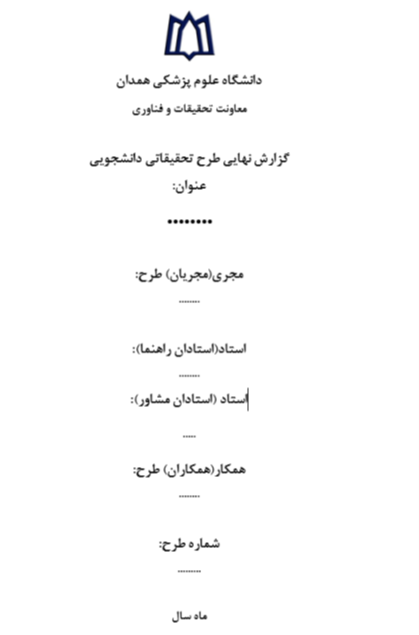 دانشگاه علوم پزشکی همدان
معاونت تحقیقات و فناوری
گزارش نهایی طرح تحقیقاتی دانشجویی
عنوان:
••••••••
مجری(مجریان) طرح:
........
استاد(استادان راهنما):
........
استاد (استادان مشاور):
.....
همکار(همکاران) طرح:
........
شماره طرح:
.........
ماه سال